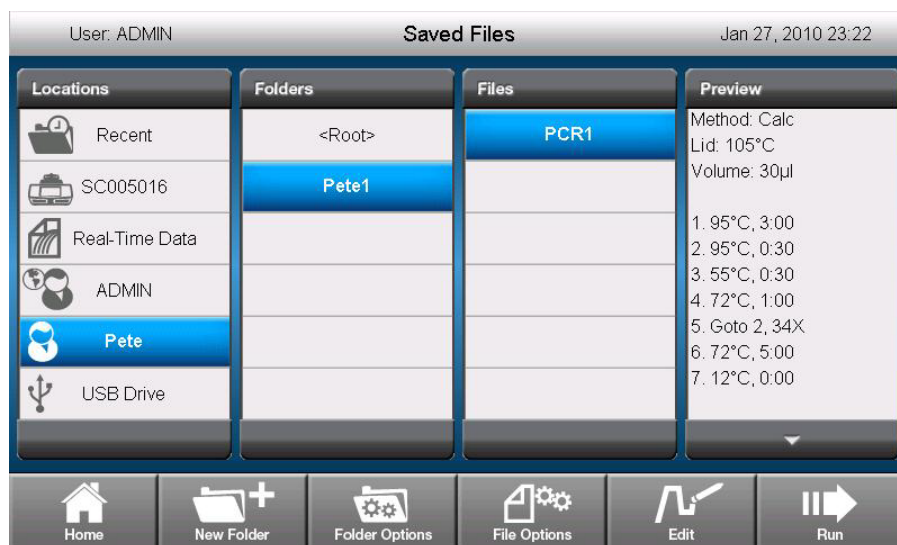 User: ADMIN
Saved Files
Jan 27, 2010 23:22
Locations
Recent
SC005016
Real-Time Data
ADMIN
Pete
USB Drive
Folders
<Root>
Pete1
Files
PCR1
Preview
Method: Calc
Lid: 105°C
Volume: 30µl
1. 95°C, 3:00
2. 95°C, 0:30
3. 55°C, 0:30
4. 72°C, 1:00
5. Goto 2, 34X
6. 72°C, 5:00
7. 12°C, 0:00
Home
New Folder
Folder Options
File Options
Edit
Run